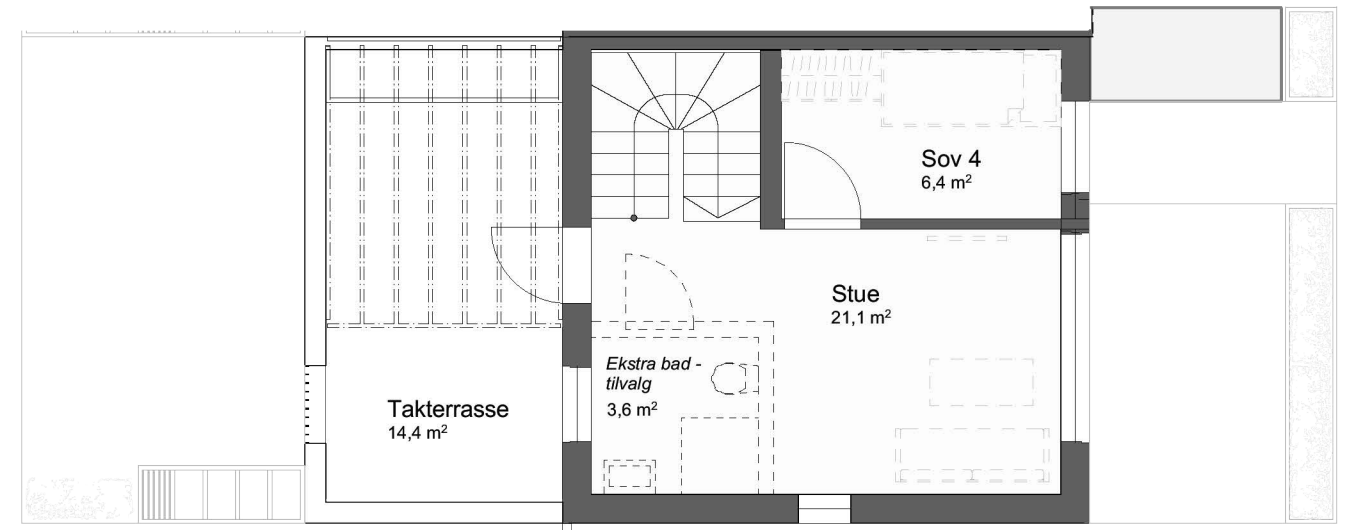 Sov 4
6,4 m²
Stue
21,1 m²
Ekstra bad -
tilvalg
3,6 m²
Takterrasse
14,4 m²